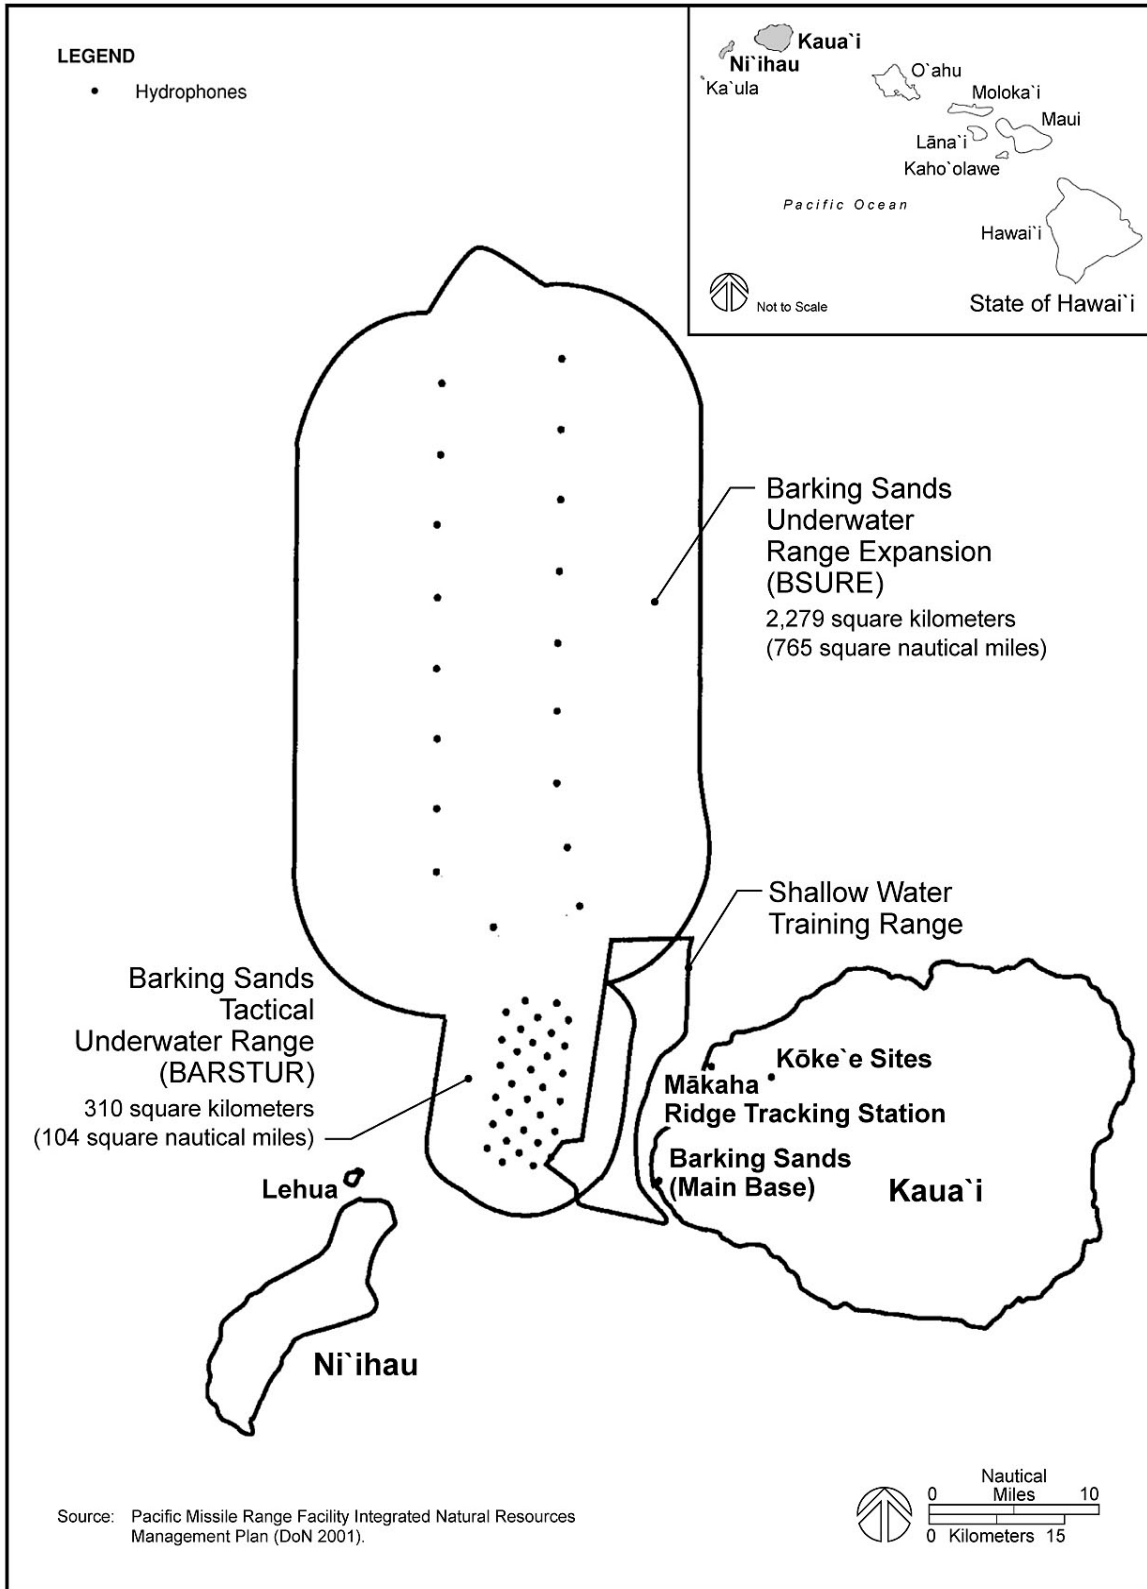 LEGEND
• Hydrophones
Kaua`i
Ni`ihau
Ka`ula
O`ahu
Moloka`i
Maui
Lāna`i
Kaho`olawe
Pacific Ocean
Hawai`i
Not to Scale
State of Hawai`i
Barking Sands
Underwater
Range Expansion
(BSURE)
2,279 square kilometers
(765 square nautical miles)
Shallow Water
Training Range
Barking Sands
Tactical
Underwater Range
(BARSTUR)
310 square kilometers
(104 square nautical miles)
Kōke`e Sites
Mākaha
Ridge Tracking Station
Barking Sands
(Main Base)
Kaua`i
Lehua
Ni`ihau
Nautical
0 Miles 10
0 Kilometers 15
Source: Pacific Missile Range Facility Integrated Natural Resources
Management Plan (DoN 2001).